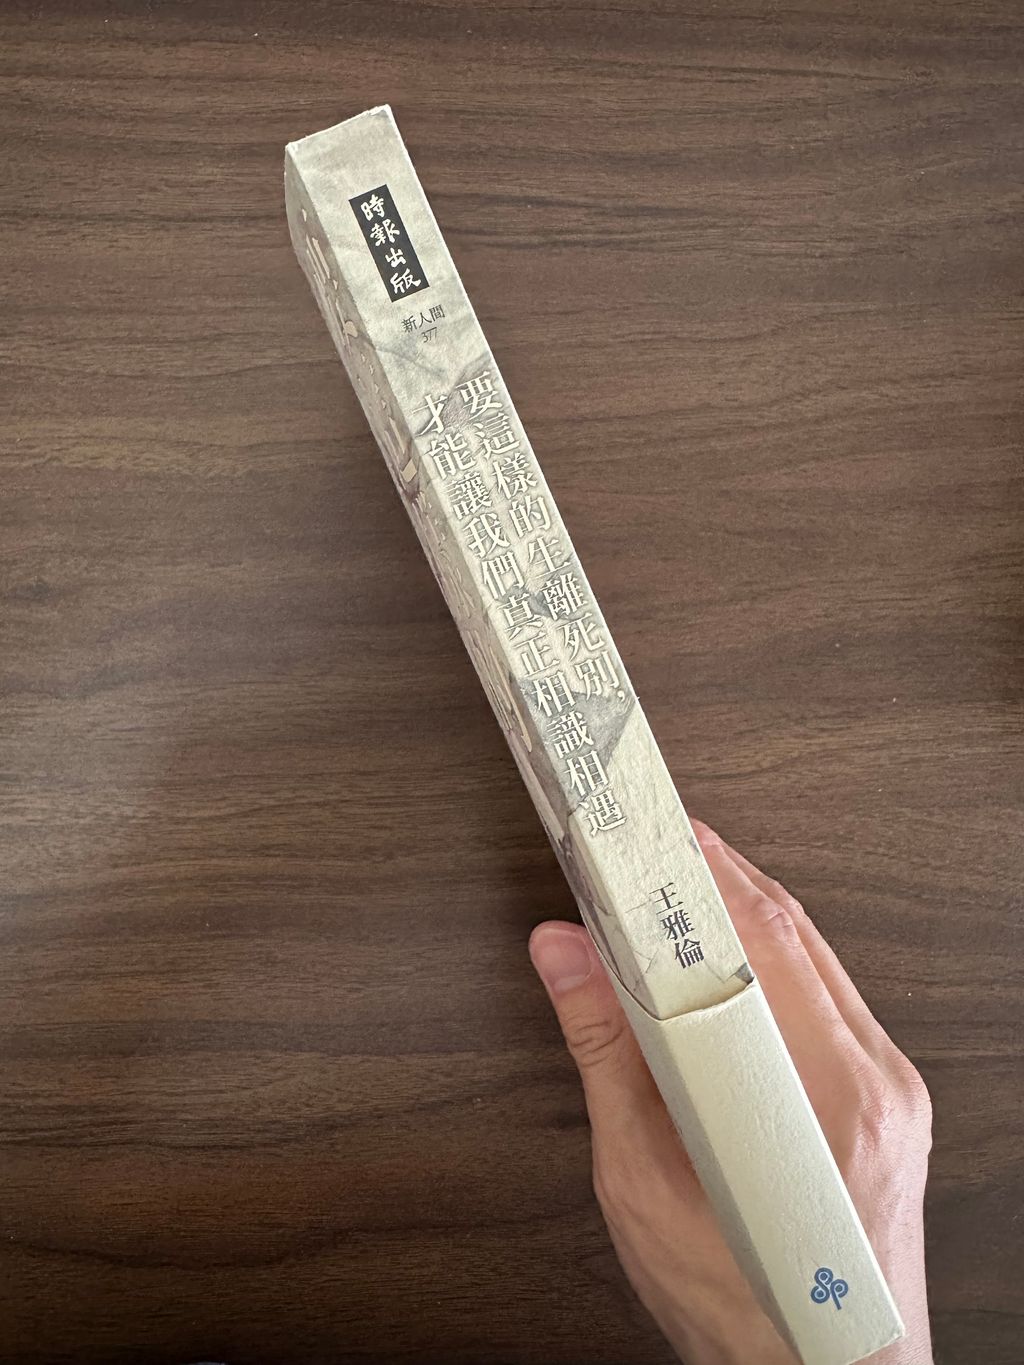 時報出版
新人間
377
要這樣的生離死別，
才能讓我們真正相識相遇
王雅倫